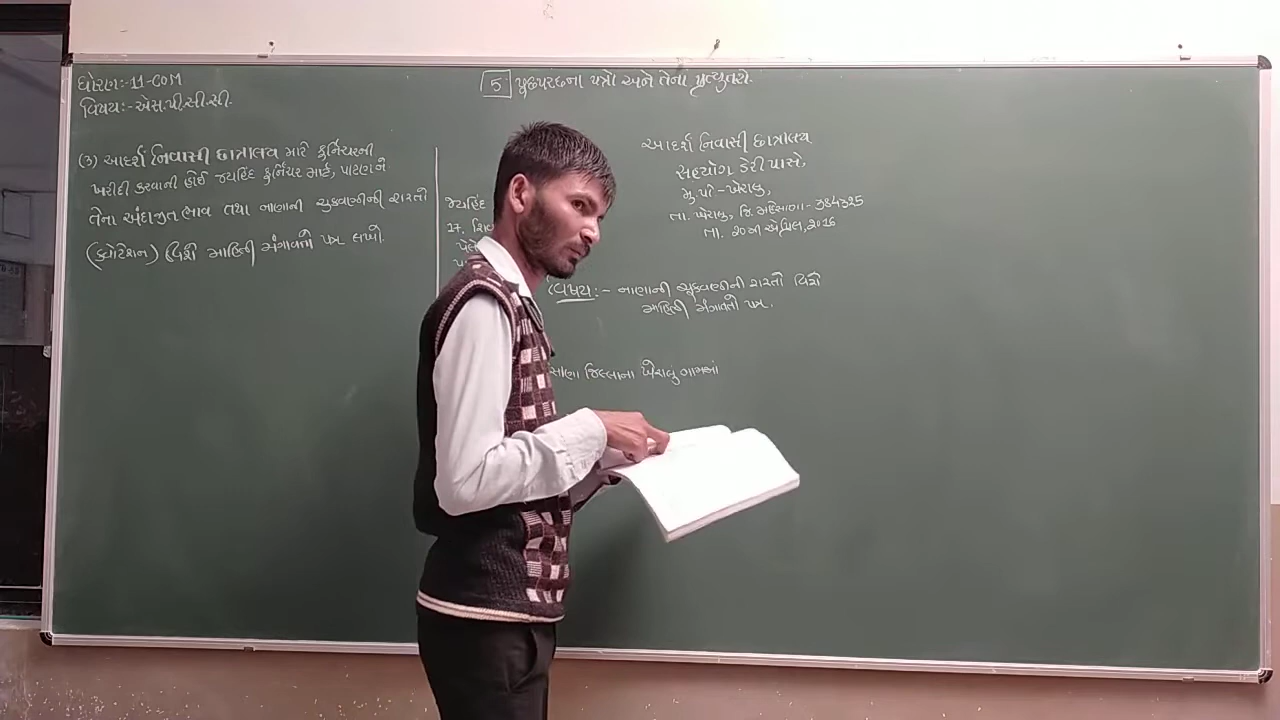 ધોરણ:-11-COM
વિષય:-એસ.પી.સી.સી.
5 પૂછપરછના પત્રો અને તેના પ્રત્યુત્તરો.
(3) આદર્શ નિવાસી છાત્રાલય માટે ફર્નિચરની
ખરીદી કરવાની હોઈ જયહિંદ ફર્નિચર માર્ટ, પાટણને
તેના અંદાજીત ભાવ તથા નાણાની ચુકવણીની શરતો
(ક્વોટેશન) વિશે માહિતી મંગાવતો પત્ર લખો.
આદર્શ નિવાસી છાત્રાલય
સહયોગ ડેરી પાસે,
મુ.પો-ખેરાલુ,
તા. ખેરાલુ, જિ. મહેસાણા-384325
તા. 20મી એપ્રિલ,2016
જયહિંદ
27,
વિષય:- નાણાની ચૂકવણીની શરતો વિશે
માહિતી મંગાવતો પત્ર.
સાણા જિલ્લાના ખેરાલુ ગામમાં